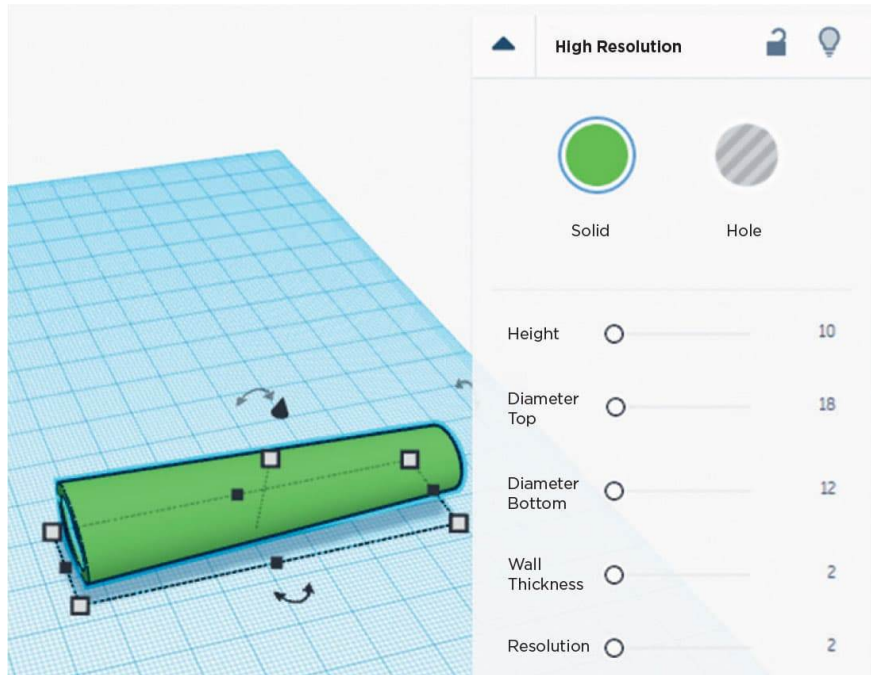 High Resolution
Solid
Hole
Height
10
Diameter
Top
18
Diameter
Bottom
12
Wall
Thickness
2
Resolution
2